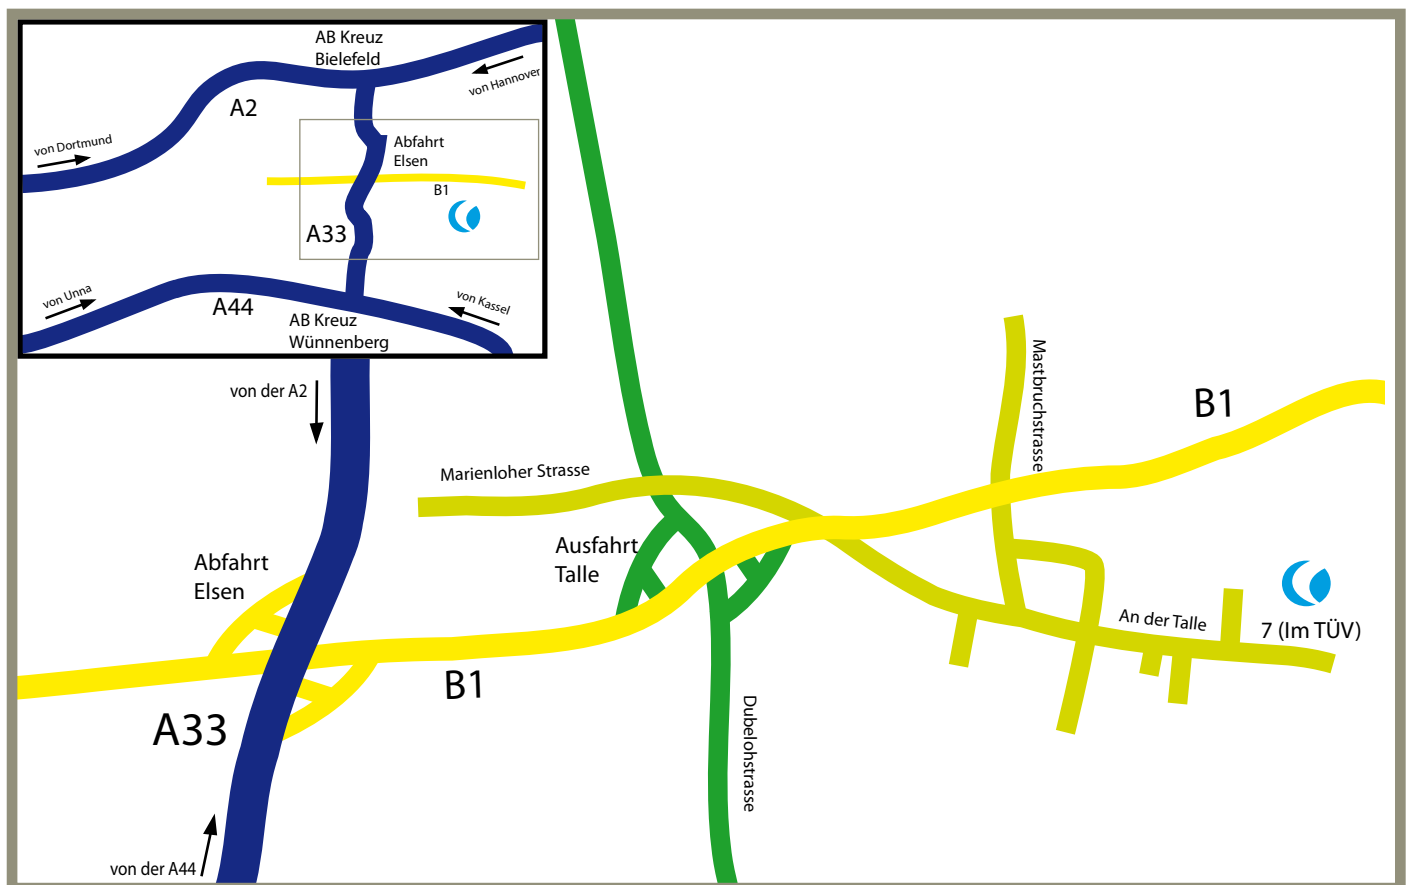 AB Kreuz
Bielefeld
von Hannover
A2
von Dortmund
Abfahrt
Elsen
B1
A33
von Unna
A44
von Kassel
AB Kreuz
Wünnenberg
von der A2
Mastbruchstrasse
B1
Marienloher Strasse
Ausfahrt
Talle
Abfahrt
Elsen
An der Talle
7 (Im TÜV)
B1
A33
Dubelohstrasse
von der A44